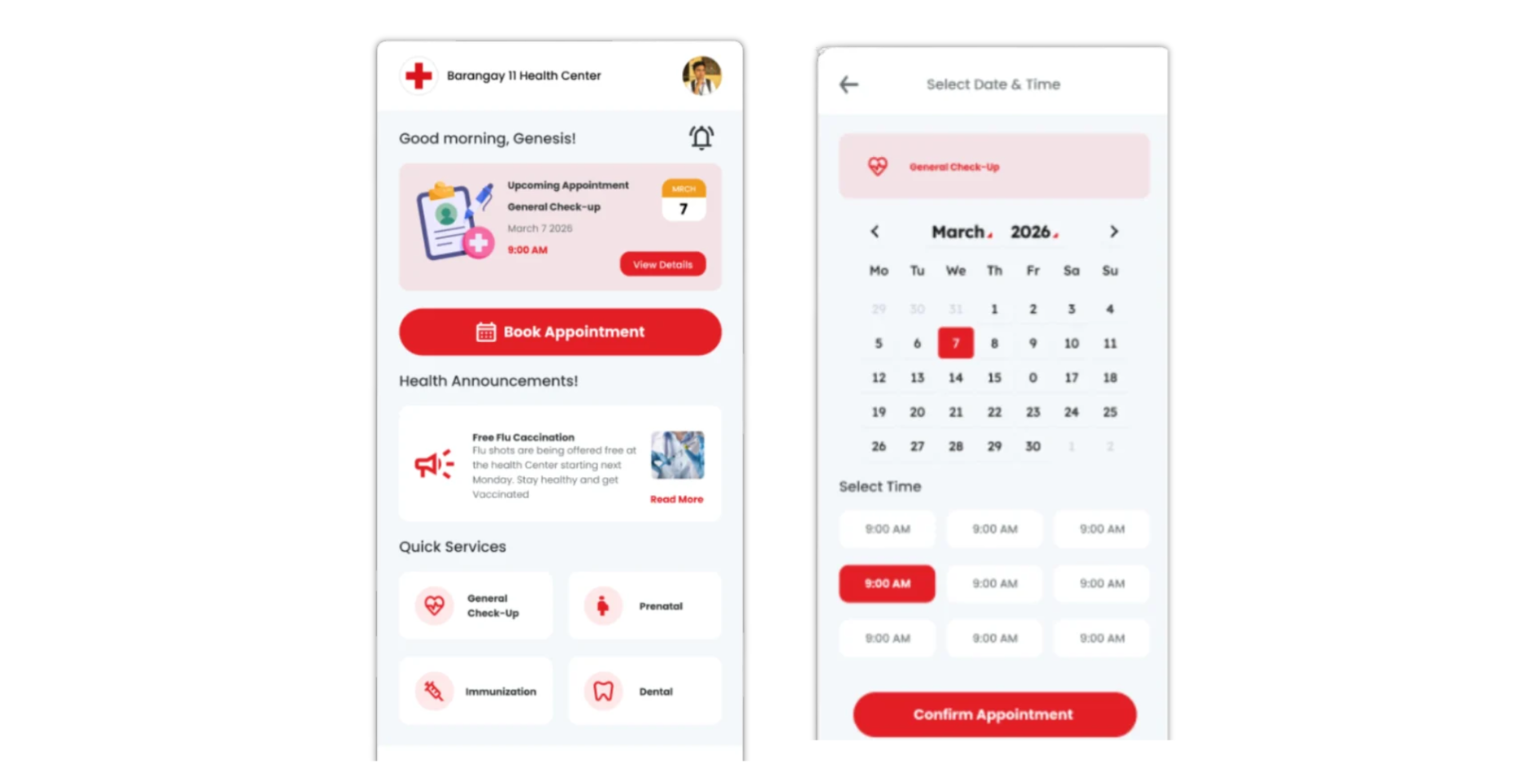 Barangay 11 Health Center
Good morning, Genesis!
Upcoming Appointment
General Check-up
March 7 2026
9:00 AM
MRCH
7
View Details
Book Appointment
Health Announcements!
Free Flu Caccination
Flu shots are being offered free at
the health Center starting next
Monday. Stay healthy and get
Vaccinated
Read More
Quick Services
General
Check-Up
Prenatal
Immunization
Dental
Select Date & Time
General Check-Up
March 2026
Mo Tu We Th Fr Sa Su
29 30 31 1 2 3 4
5 6 7 8 9 10 11
12 13 14 15 0 17 18
19 20 21 22 23 24 25
26 27 28 29 30 1 2
Select Time
9:00 AM 9:00 AM 9:00 AM
9:00 AM 9:00 AM 9:00 AM
9:00 AM 9:00 AM 9:00 AM
Confirm Appointment